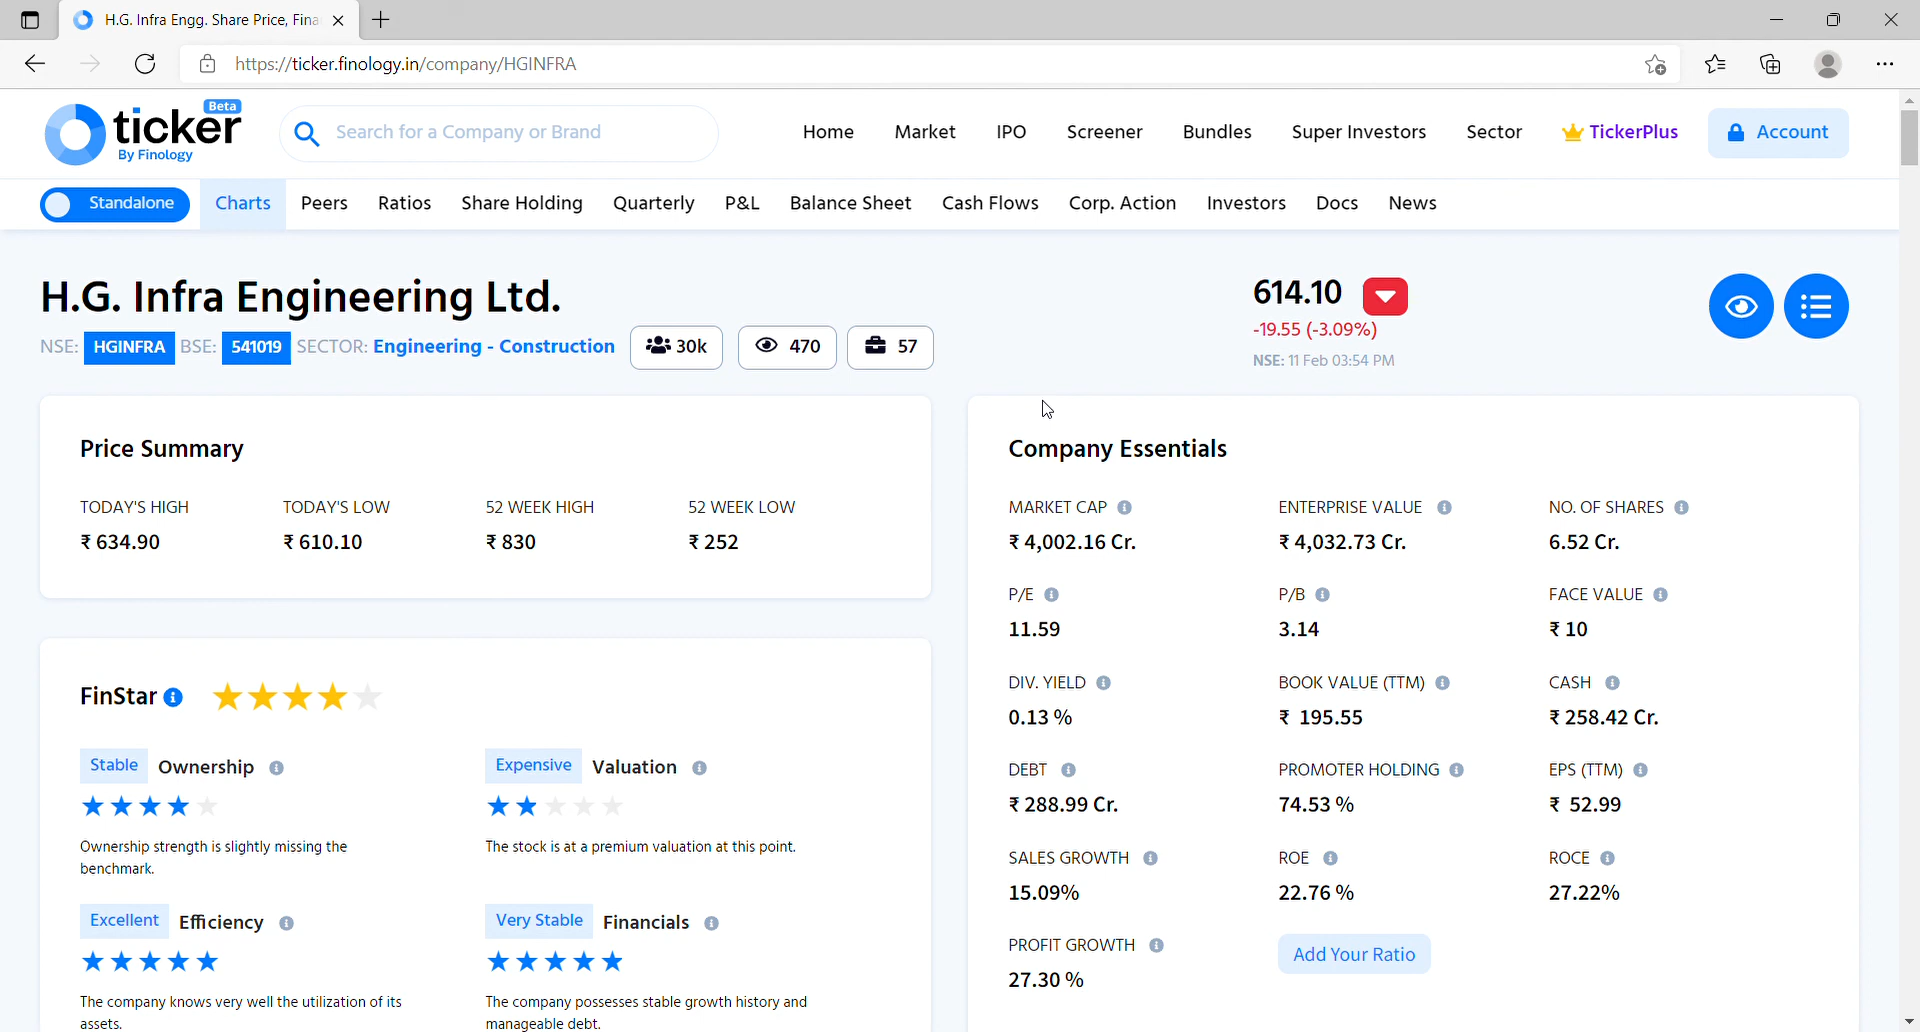 H.G. Infra Engg. Share Price, Fina
https://ticker.finology.in/company/HGINFRA
ticker Beta
By Finology
Search for a Company or Brand
Home Market IPO Screener Bundles Super Investors Sector TickerPlus Account
Standalone Charts Peers Ratios Share Holding Quarterly P&L Balance Sheet Cash Flows Corp. Action Investors Docs News
H.G. Infra Engineering Ltd.
NSE: HGINFRA BSE: 541019 SECTOR: Engineering - Construction 30k 470 57
614.10
-19.55 (-3.09%)
NSE: 11 Feb 03:54 PM
Price Summary
TODAY'S HIGH TODAY'S LOW 52 WEEK HIGH 52 WEEK LOW
₹ 634.90 ₹ 610.10 ₹ 830 ₹ 252
FinStar
Stable Ownership
Ownership strength is slightly missing the
benchmark.
Expensive Valuation
The stock is at a premium valuation at this point.
Excellent Efficiency
The company knows very well the utilization of its
assets.
Very Stable Financials
The company possesses stable growth history and
manageable debt.
Company Essentials
MARKET CAP ENTERPRISE VALUE NO. OF SHARES
₹ 4,002.16 Cr. ₹ 4,032.73 Cr. 6.52 Cr.
P/E P/B FACE VALUE
11.59 3.14 ₹ 10
DIV. YIELD BOOK VALUE (TTM) CASH
0.13 % ₹ 195.55 ₹ 258.42 Cr.
DEBT PROMOTER HOLDING EPS (TTM)
₹ 288.99 Cr. 74.53 % ₹ 52.99
SALES GROWTH ROE ROCE
15.09% 22.76 % 27.22%
PROFIT GROWTH
27.30 %
Add Your Ratio